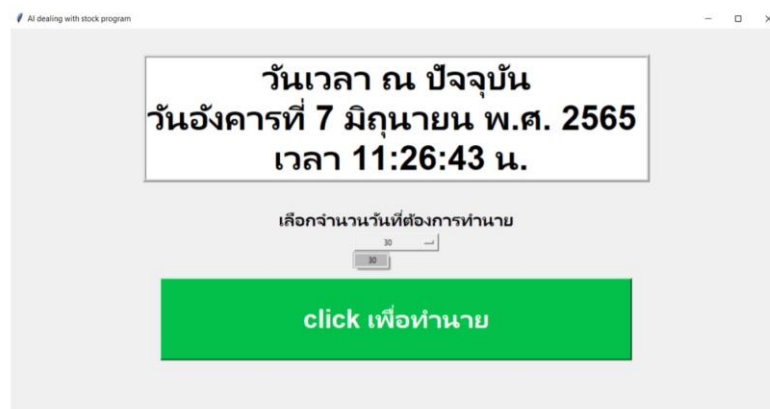 AI dealing with stock program
วันเวลา ณ ปัจจุบัน
วันอังคารที่ 7 มิถุนายน พ.ศ. 2565
เวลา 11:26:43 น.
เลือกจำนวนวันที่ต้องการทำนาย
30
30
click เพื่อทำนาย